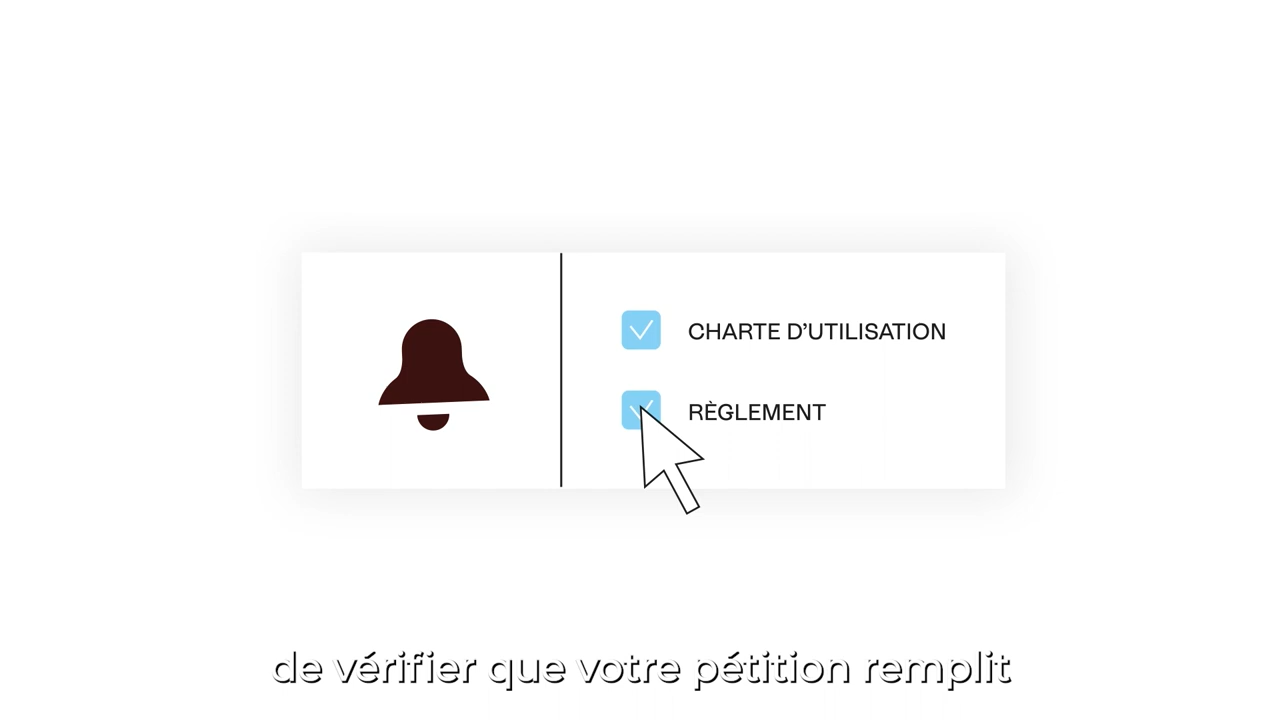 CHARTE D’UTILISATION
RÈGLEMENT
de vérifier que votre pétition remplit